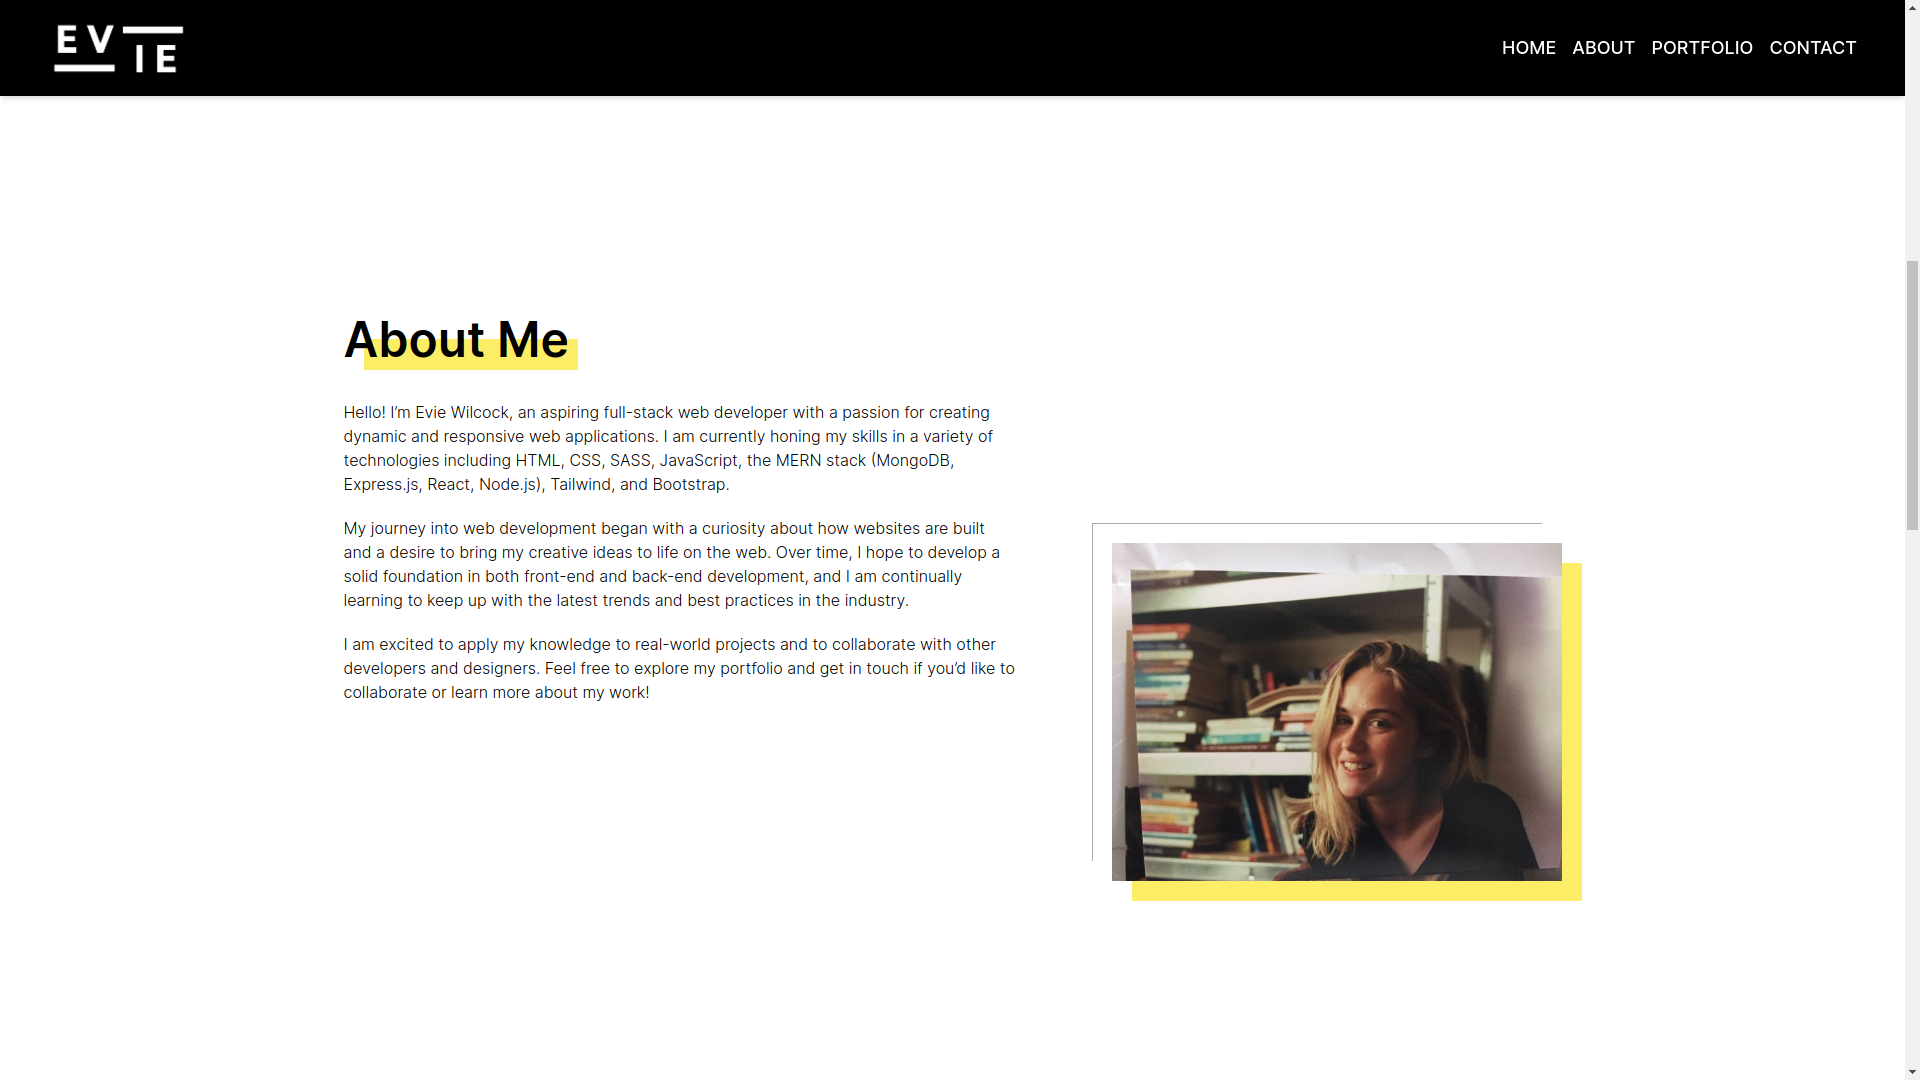 EVIE
HOME ABOUT PORTFOLIO CONTACT
About Me
Hello! I’m Evie Wilcock, an aspiring full-stack web developer with a passion for creating
dynamic and responsive web applications. I am currently honing my skills in a variety of
technologies including HTML, CSS, SASS, JavaScript, the MERN stack (MongoDB,
Express.js, React, Node.js), Tailwind, and Bootstrap.
My journey into web development began with a curiosity about how websites are built
and a desire to bring my creative ideas to life on the web. Over time, I hope to develop a
solid foundation in both front-end and back-end development, and I am continually
learning to keep up with the latest trends and best practices in the industry.
I am excited to apply my knowledge to real-world projects and to collaborate with other
developers and designers. Feel free to explore my portfolio and get in touch if you’d like to
collaborate or learn more about my work!